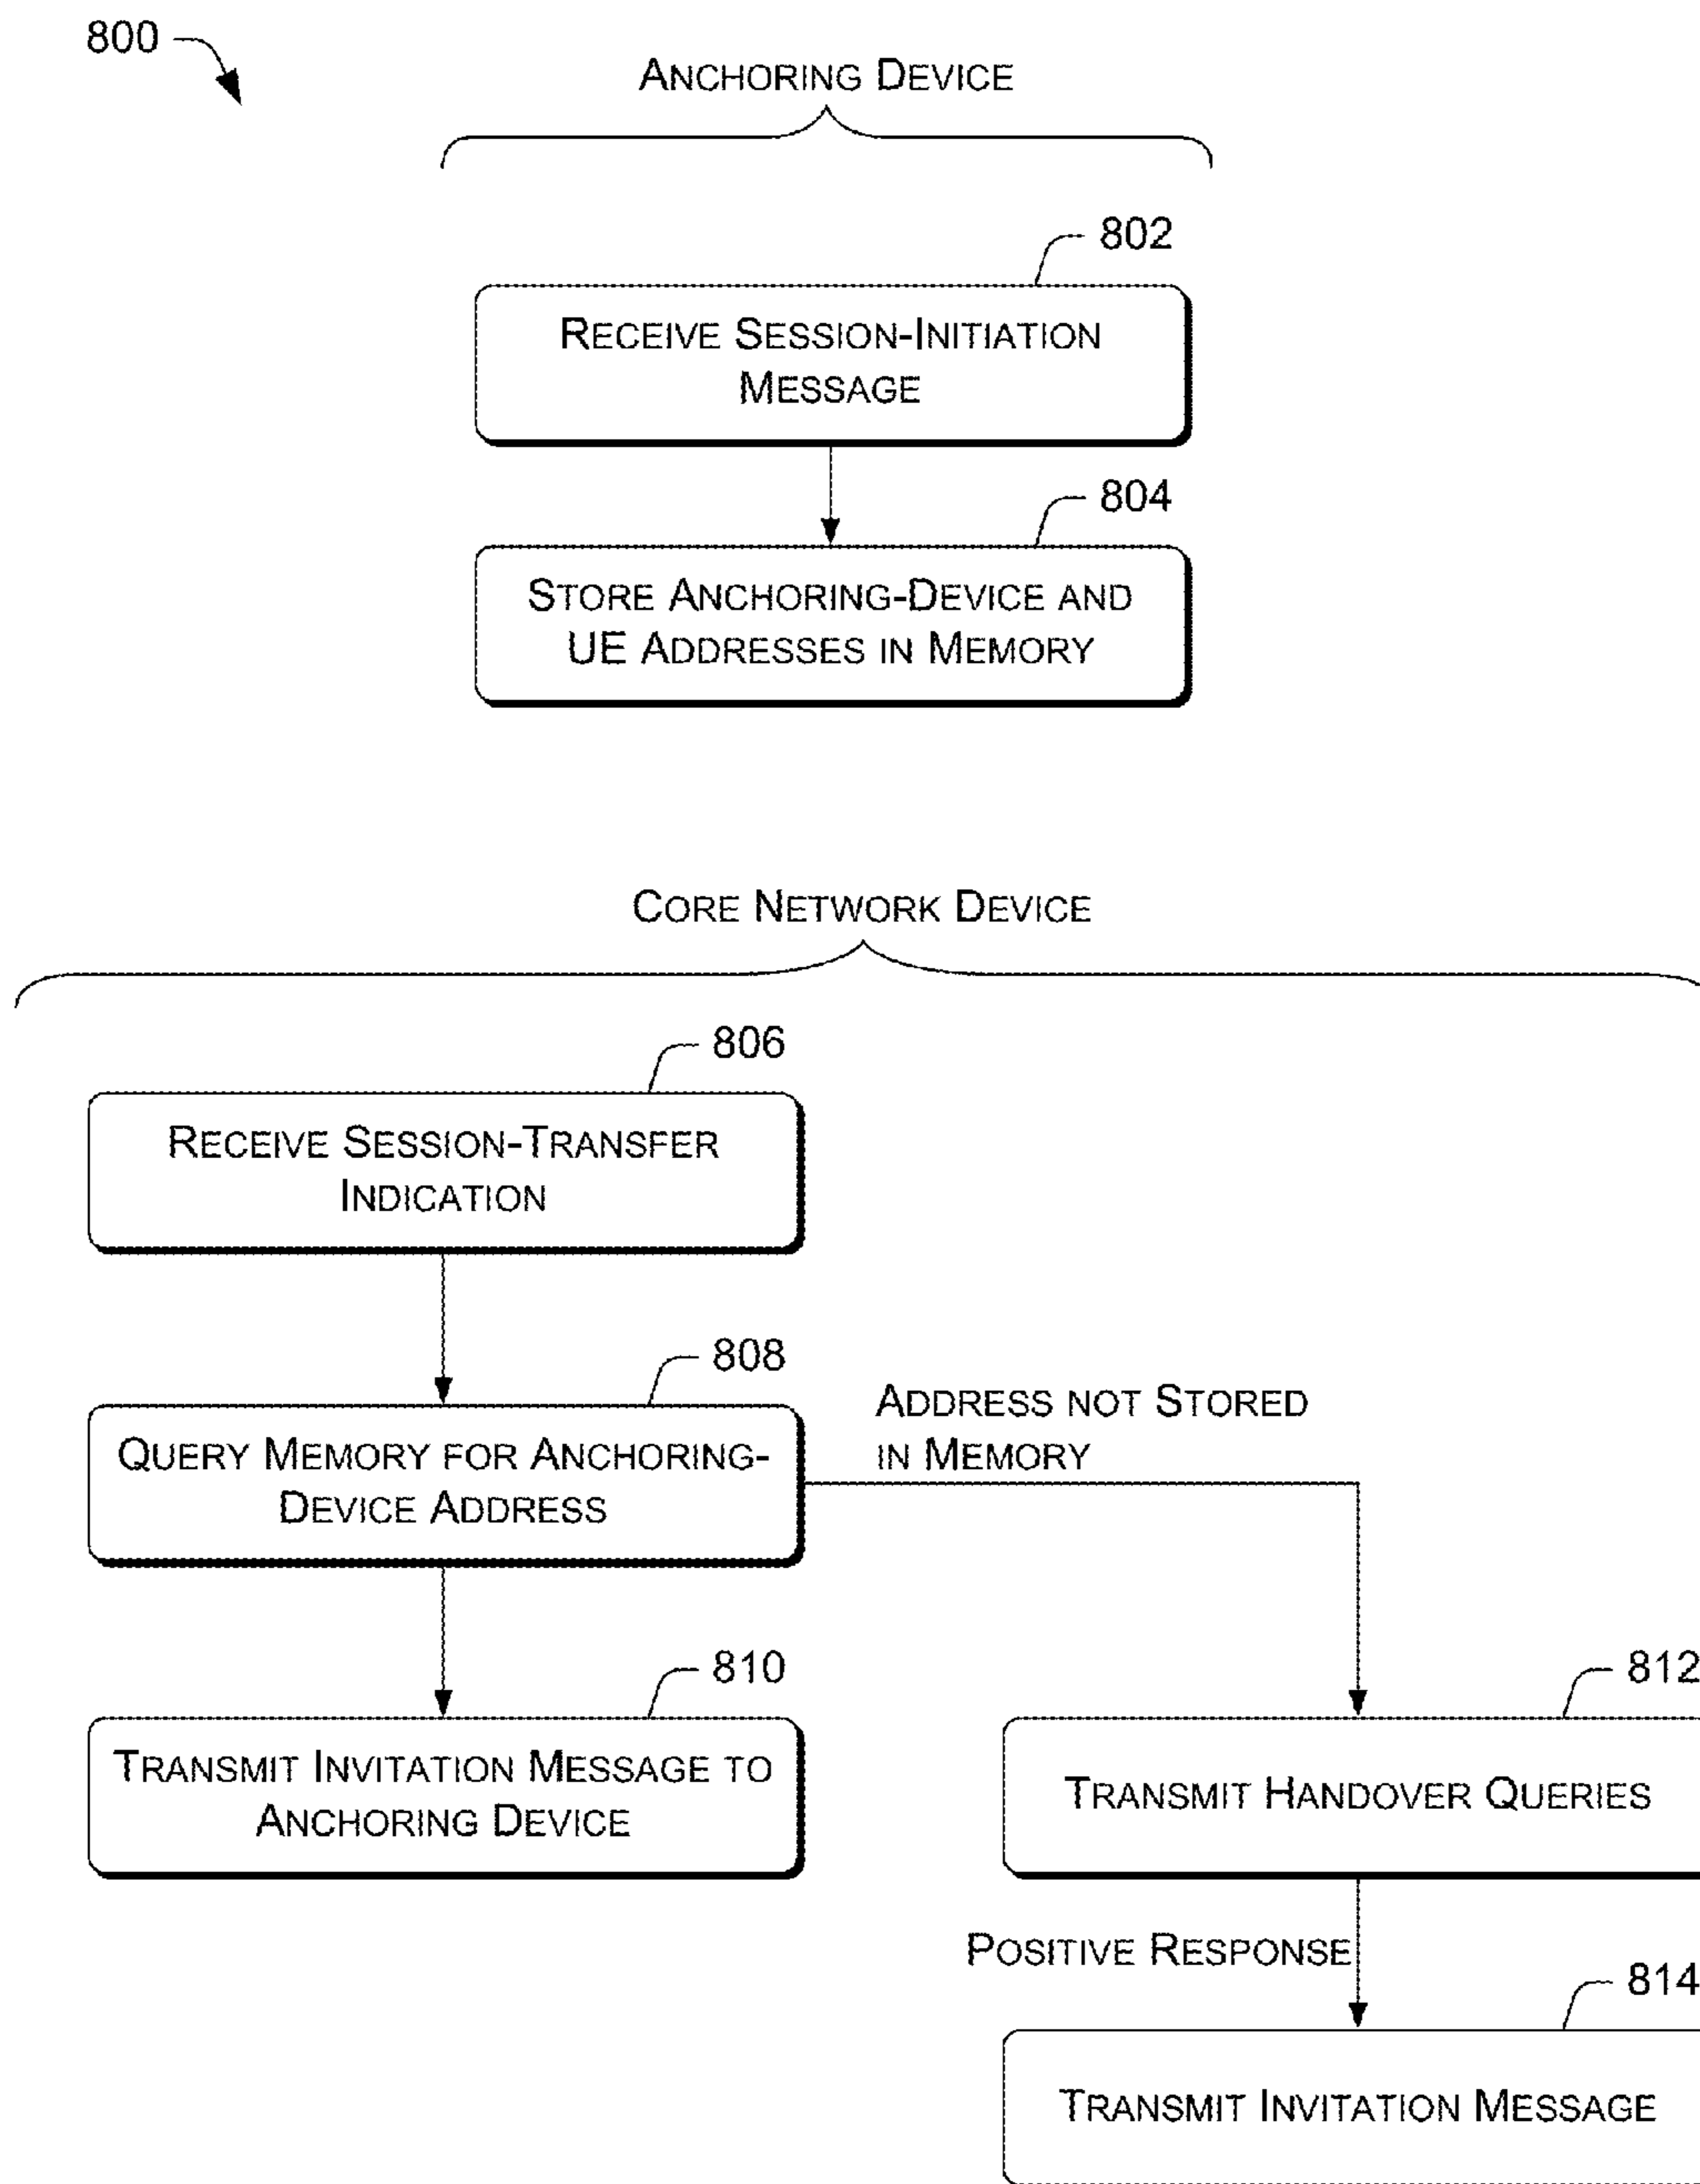 800
ANCHORING DEVICE
802
RECEIVE SESSION-INITIATION
MESSAGE
804
STORE ANCHORING-DEVICE AND
UE ADDRESSES IN MEMORY
CORE NETWORK DEVICE
806
RECEIVE SESSION-TRANSFER
INDICATION
808
QUERY MEMORY FOR ANCHORING-
DEVICE ADDRESS
ADDRESS NOT STORED
IN MEMORY
810
TRANSMIT INVITATION MESSAGE TO
ANCHORING DEVICE
812
TRANSMIT HANDOVER QUERIES
POSITIVE RESPONSE
814
TRANSMIT INVITATION MESSAGE